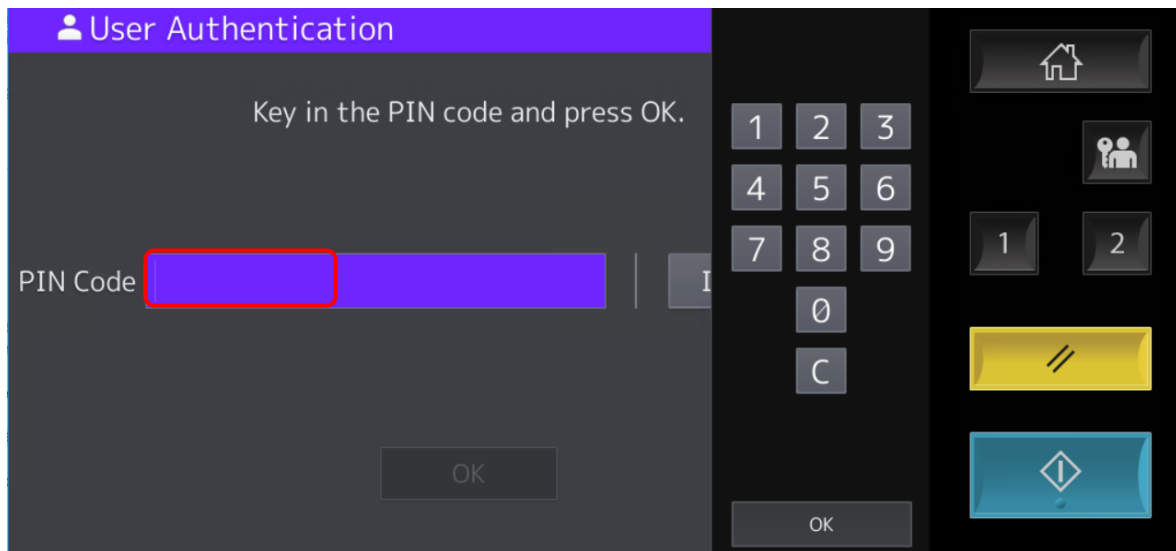 User Authentication
Key in the PIN code and press OK.
1 2 3
4 5 6
7 8 9
0
C
PIN Code
OK
OK
1 2